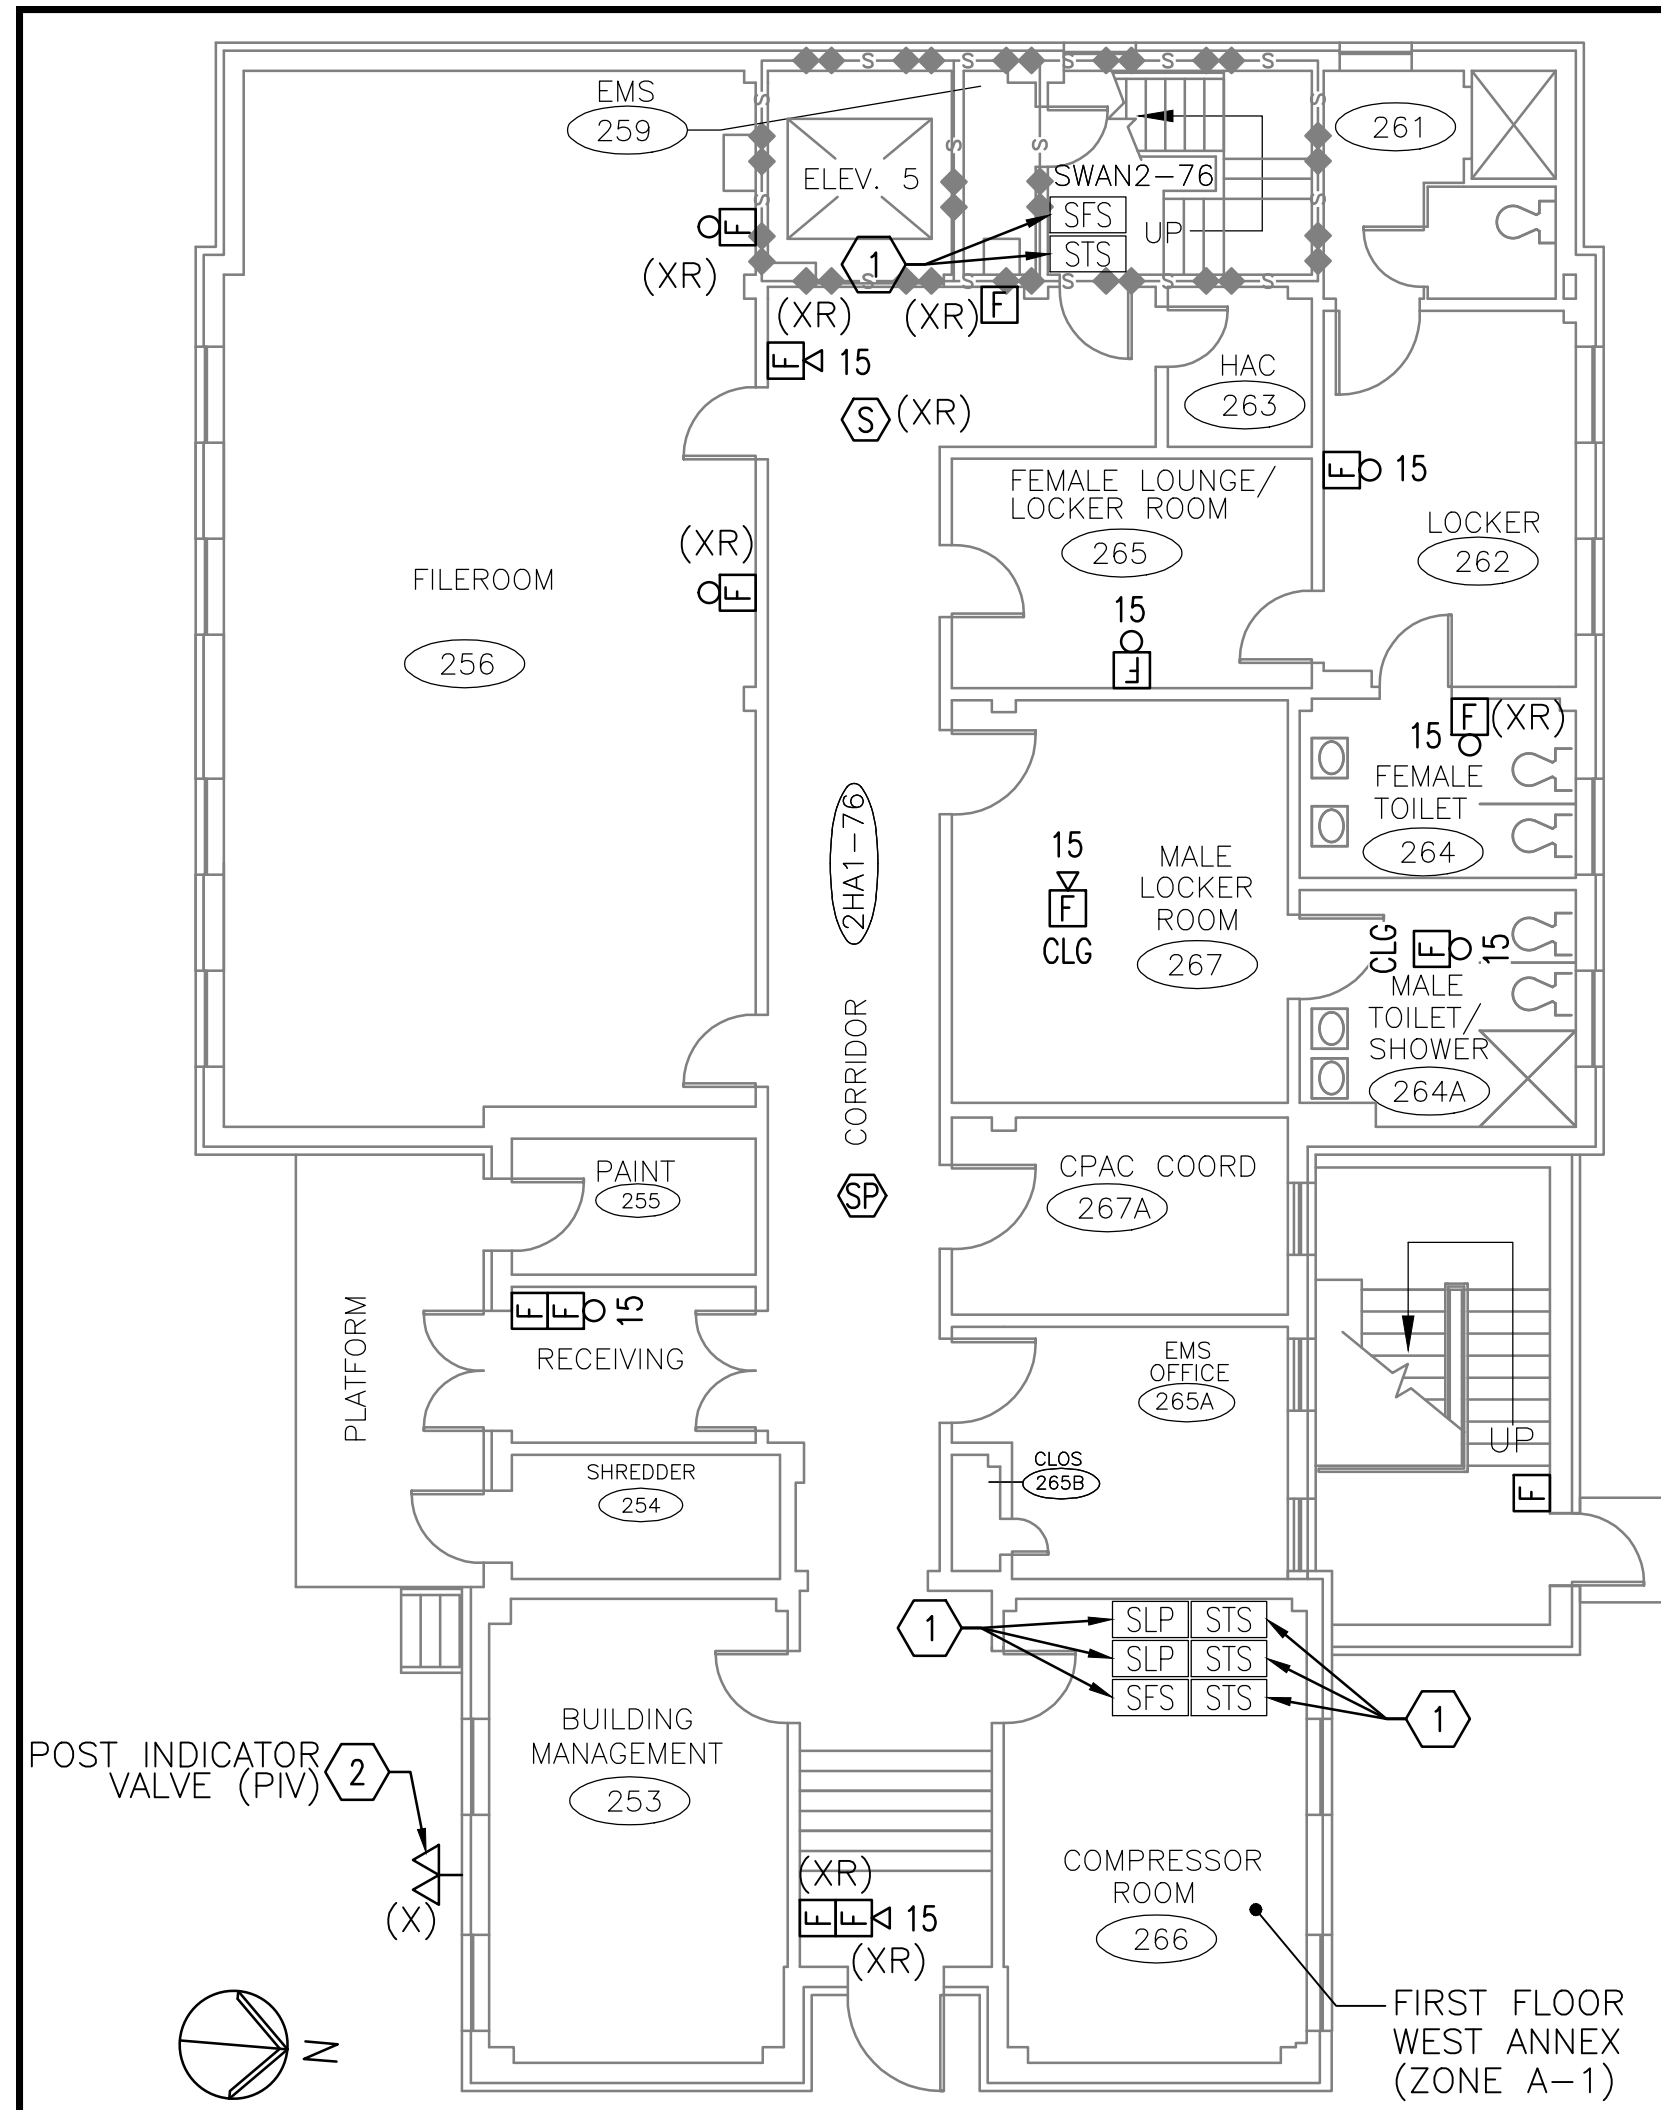 S S S S S
EMS
259
261
ELEV. 5
SWAN2-76
SFS
STS
UP
1
F
(XR)
(XR)
(XR)
F
F 15
S (XR)
HAC
263
F 15
FEMALE LOUNGE/
LOCKER ROOM
265
LOCKER
262
(XR)
F
FILEROOM
256
15
F
F (XR)
15
FEMALE
TOILET
264
2HA1-76
15
F
CLG
MALE
LOCKER
ROOM
267
CLG F 15
MALE
TOILET/
SHOWER
264A
CORRIDOR
SP
PAINT
255
CPAC COORD
267A
PLATFORM
F F 15
RECEIVING
EMS
OFFICE
265A
UP
F
CLOS
265B
SHREDDER
254
1
SLP STS
SLP STS
SFS STS
1
BUILDING
MANAGEMENT
253
POST INDICATOR
VALVE (PIV)
2
(X)
(XR)
F F 15
(XR)
COMPRESSOR
ROOM
266
FIRST FLOOR
WEST ANNEX
(ZONE A-1)
N